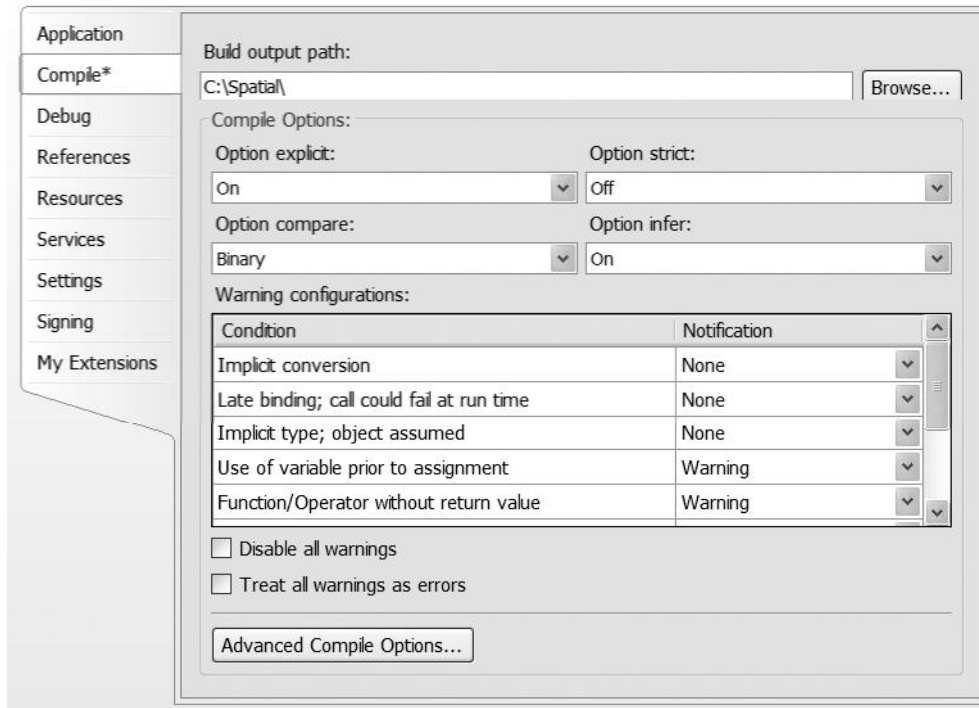 Application
Compile*
Debug
References
Resources
Services
Settings
Signing
My Extensions
Build output path:
C:\Spatial\
Browse...
Compile Options:
Option explicit:
Option strict:
On
Off
Option compare:
Option infer:
Binary
On
Warning configurations:
Condition Notification
Implicit conversion None
Late binding; call could fail at run time None
Implicit type; object assumed None
Use of variable prior to assignment Warning
Function/Operator without return value Warning
Disable all warnings
Treat all warnings as errors
Advanced Compile Options...